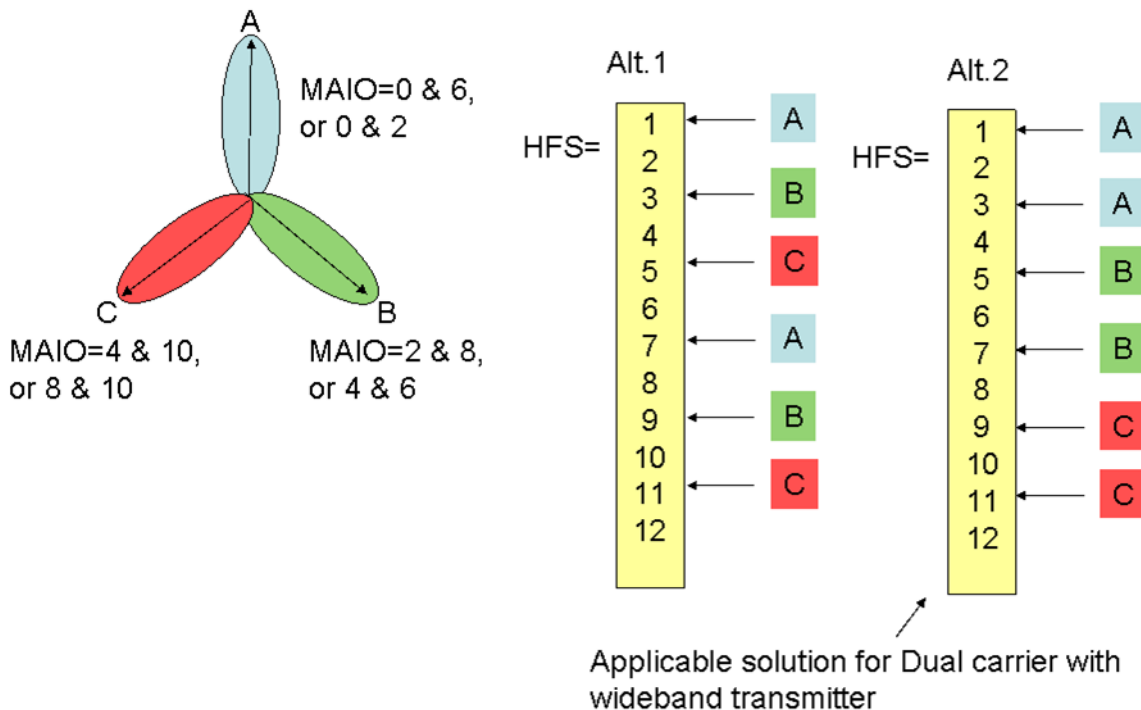 A
MAIO=0 & 6,
or 0 & 2
C
MAIO=4 & 10,
or 8 & 10
B
MAIO=2 & 8,
or 4 & 6
Alt.1
HFS=
1
2
3
4
5
6
7
8
9
10
11
12
A
B
C
A
B
C
Alt.2
HFS=
1
2
3
4
5
6
7
8
9
10
11
12
A
A
B
B
C
C
Applicable solution for Dual carrier with
wideband transmitter